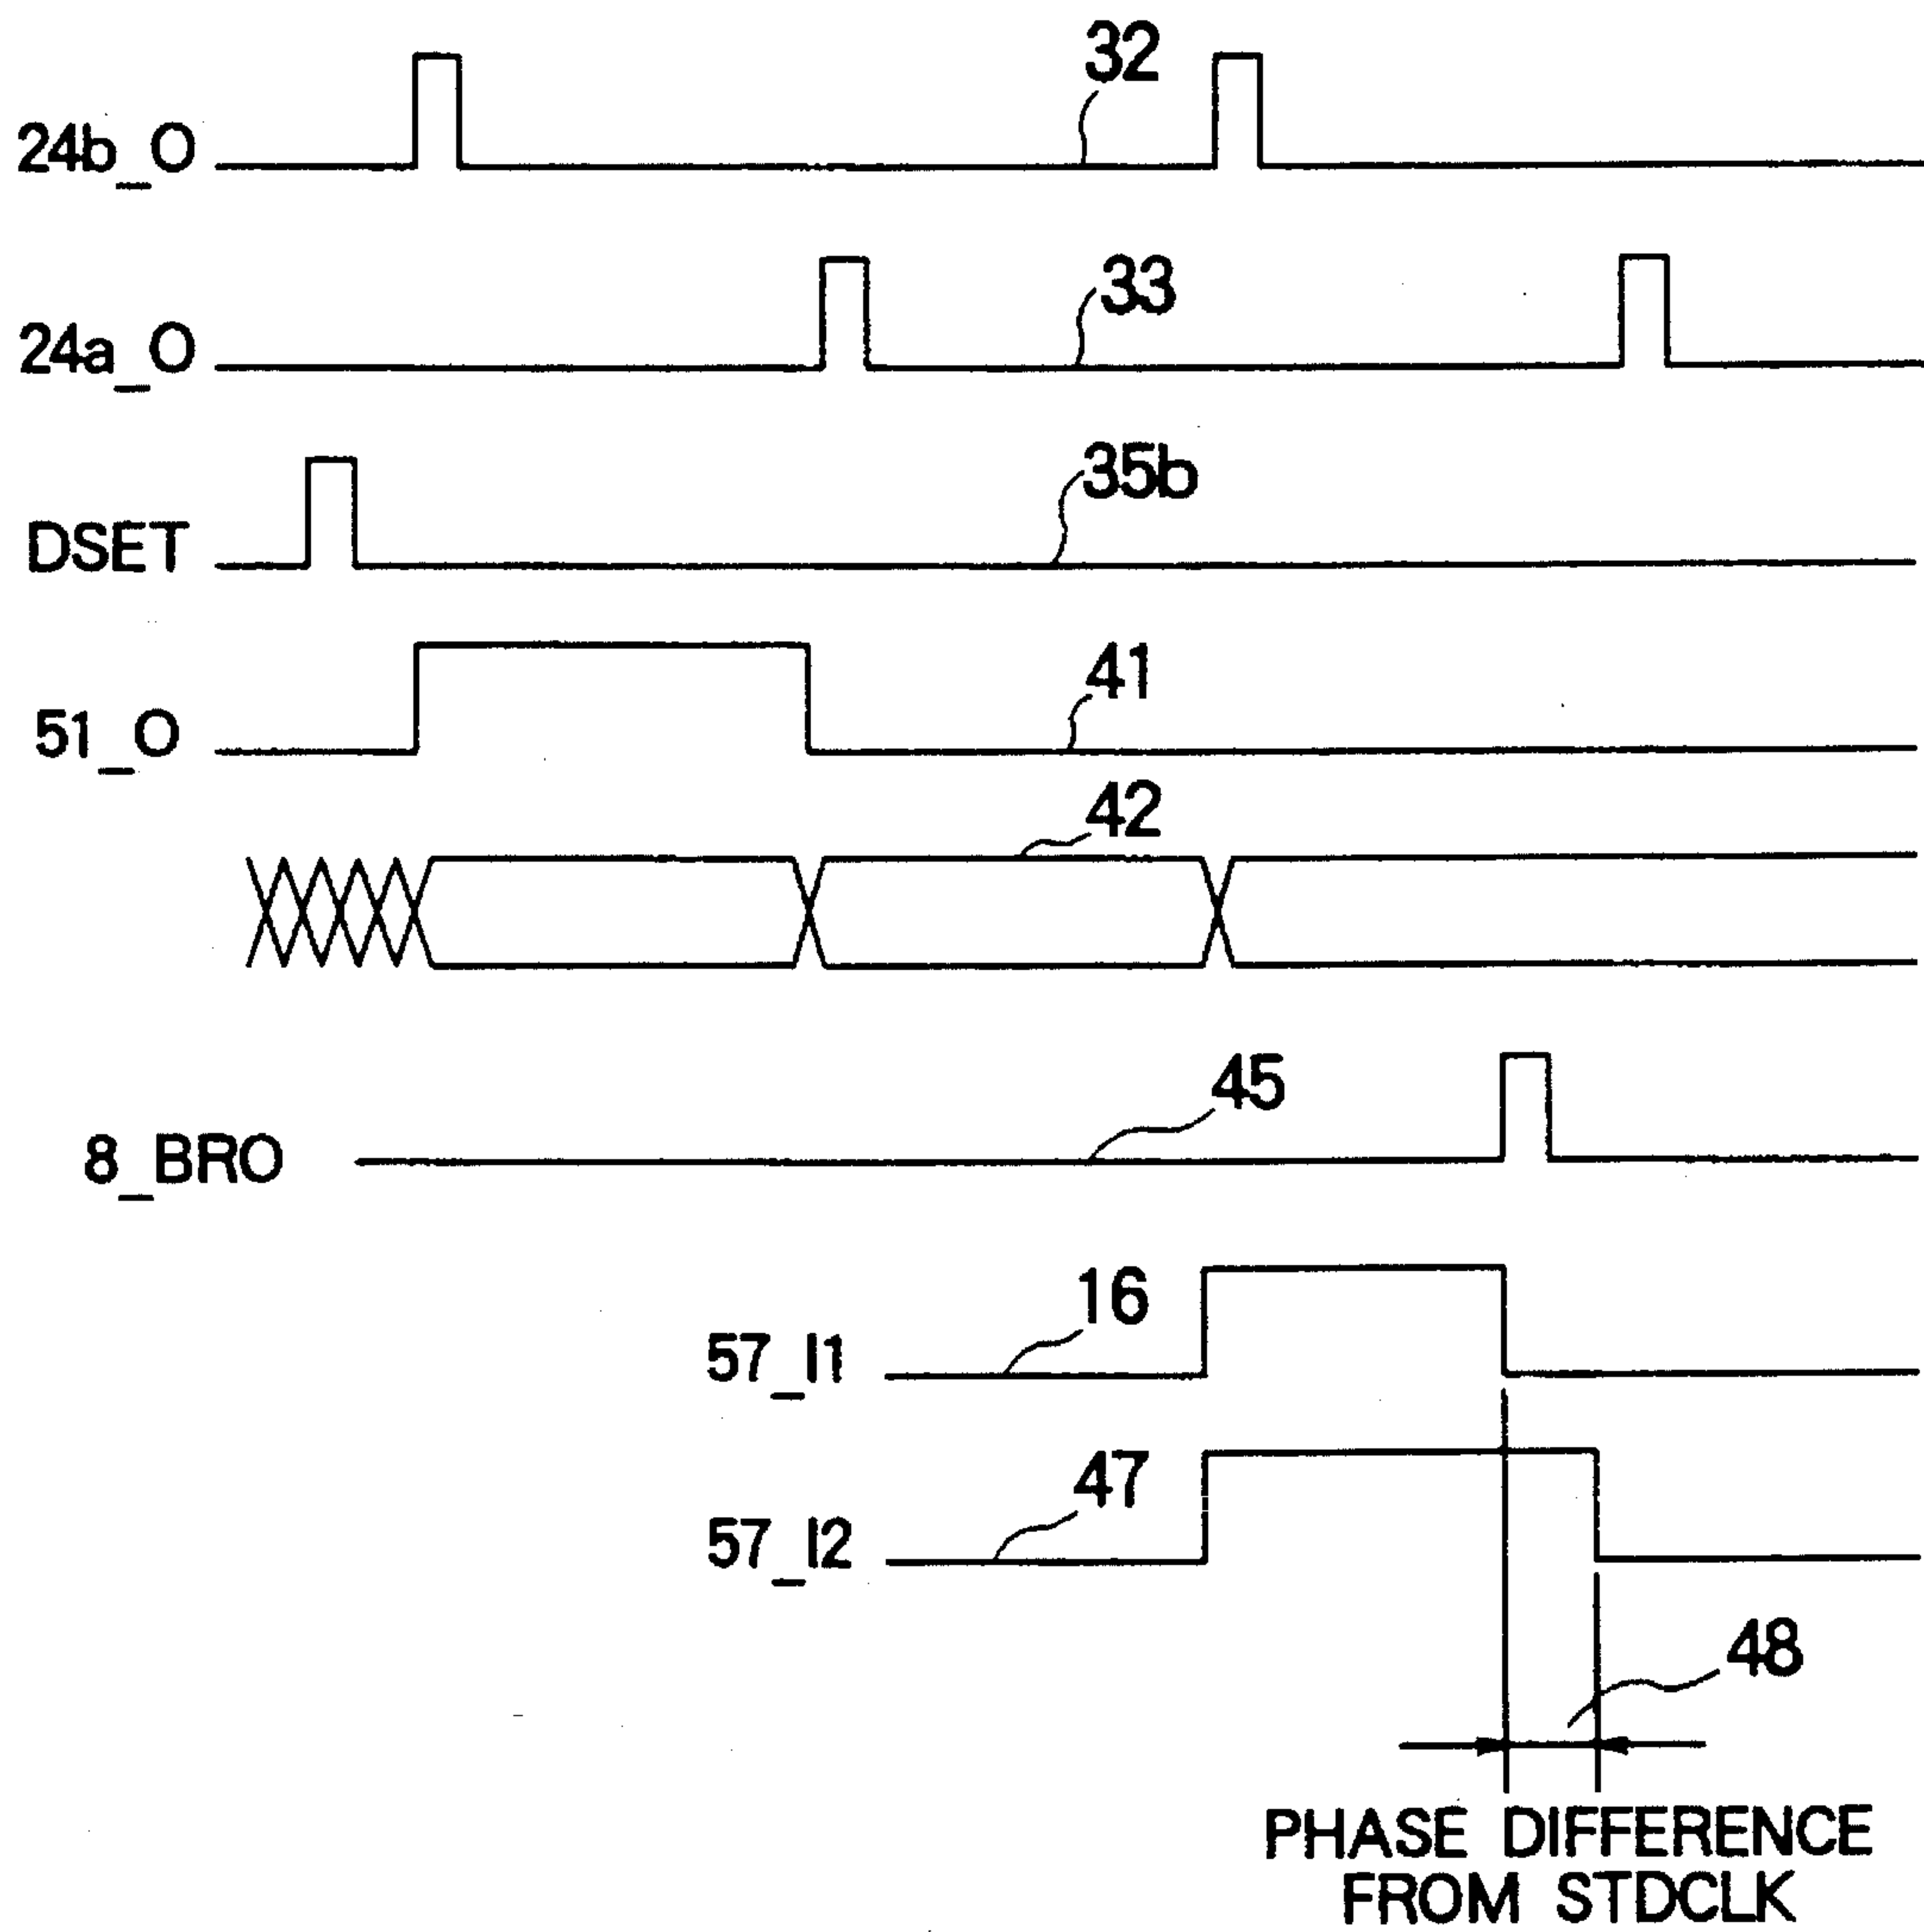 32
24b_O
33
24a_O
35b
DSET
41
51_O
42
45
8_BRO
16
57_I1
47
57_I2
48
PHASE DIFFERENCE
FROM STDCLK